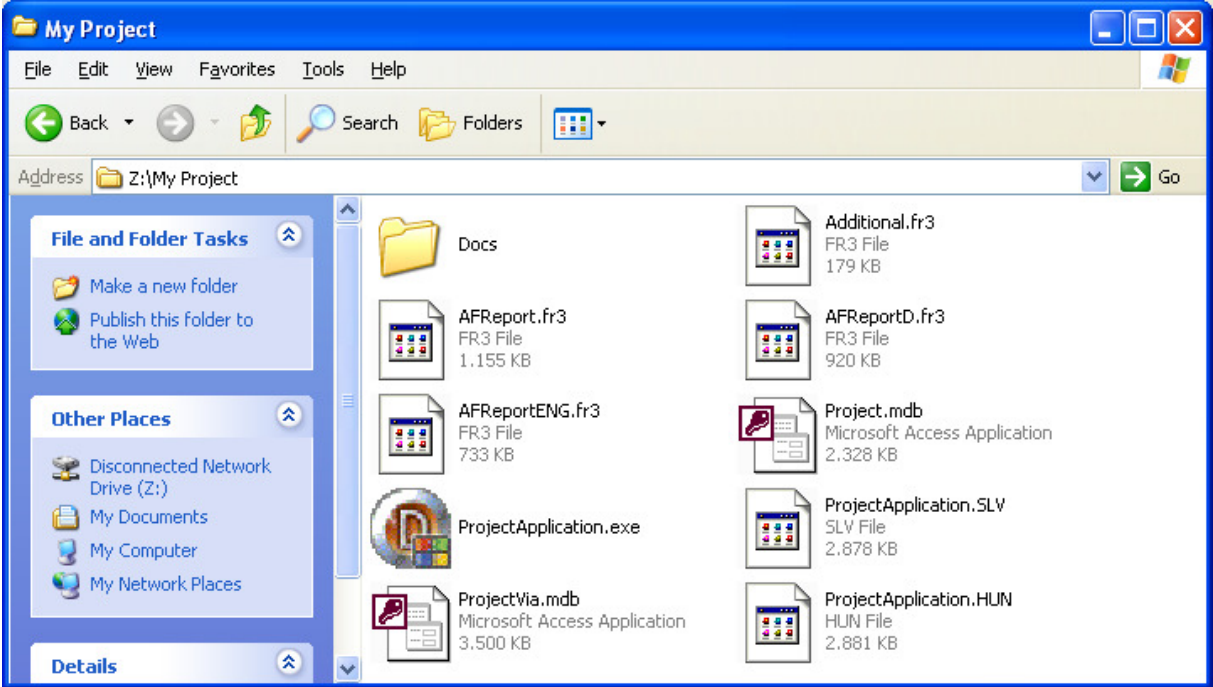 My Project
File Edit View Favorites Tools Help
Back Search Folders
Address Z:\My Project Go
File and Folder Tasks
Make a new folder
Publish this folder to
the Web
Other Places
Disconnected Network
Drive (Z:)
My Documents
My Computer
My Network Places
Details
Docs
Additional.fr3
FR3 File
179 KB
AFReport.fr3
FR3 File
1.155 KB
AFReportD.fr3
FR3 File
920 KB
AFReportENG.fr3
FR3 File
733 KB
Project.mdb
Microsoft Access Application
2.328 KB
ProjectApplication.exe
ProjectApplication.SLV
SLV File
2.878 KB
ProjectVia.mdb
Microsoft Access Application
3.500 KB
ProjectApplication.HUN
HUN File
2.881 KB